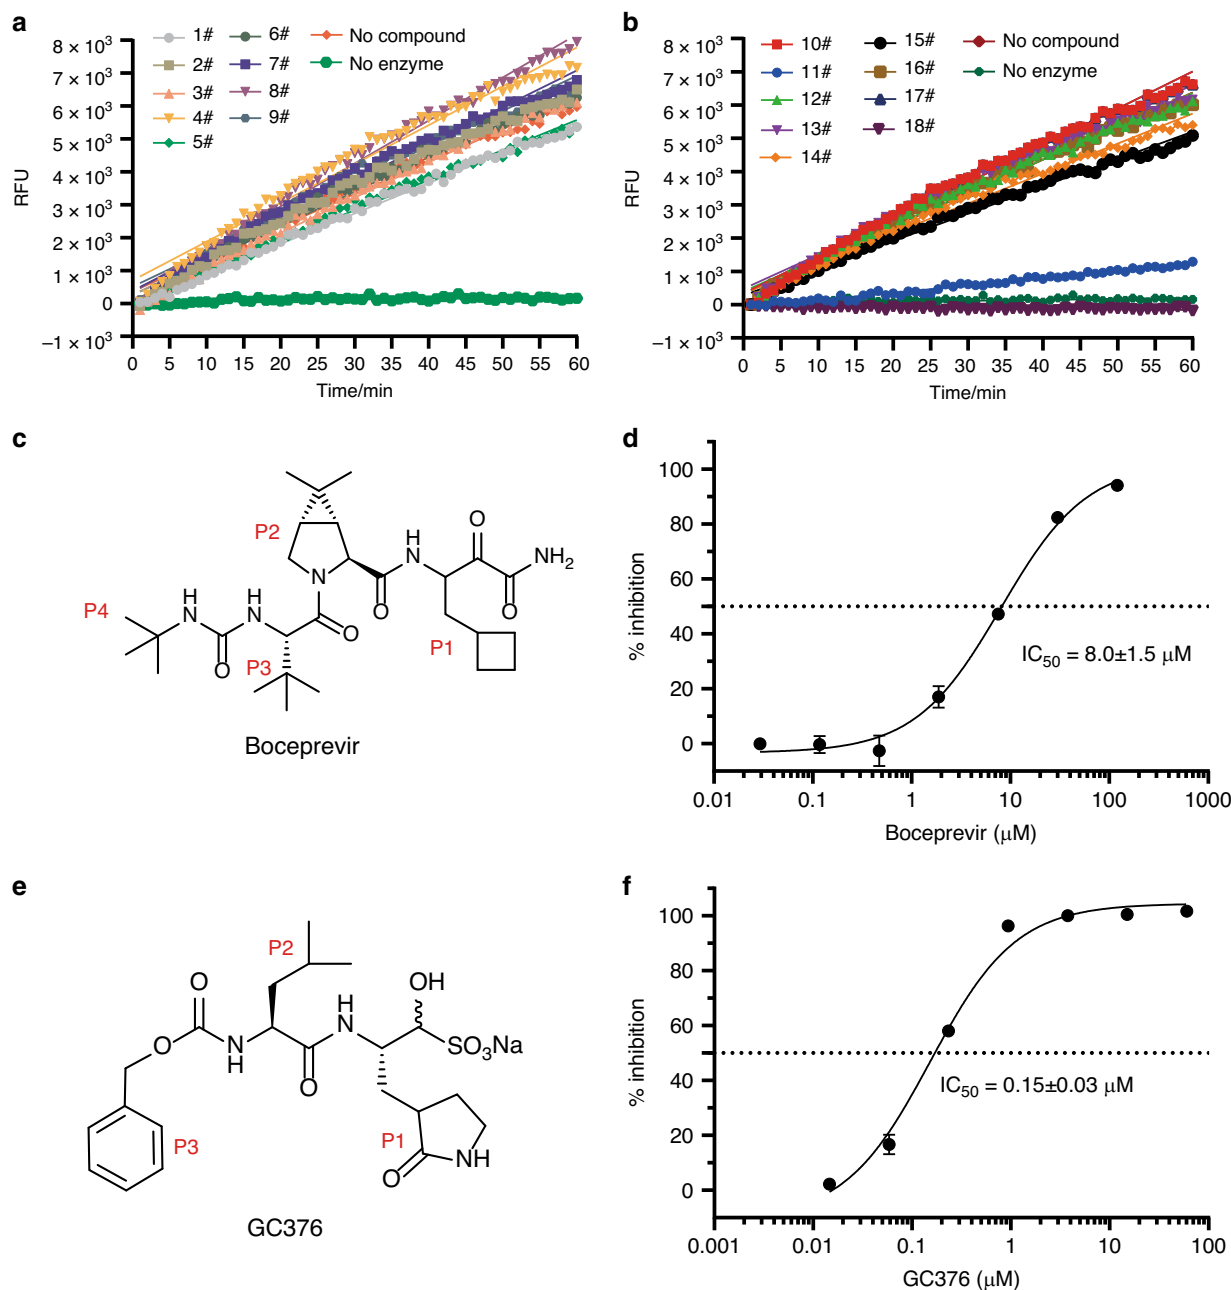 a
1#
2#
3#
4#
5#
6#
7#
8#
9#
No compound
No enzyme
RFU
8 × 10³
7 × 10³
6 × 10³
5 × 10³
4 × 10³
3 × 10³
2 × 10³
1 × 10³
0
−1 × 10³
0 5 10 15 20 25 30 35 40 45 50 55 60
Time/min
b
10#
11#
12#
13#
14#
15#
16#
17#
18#
No compound
No enzyme
RFU
8 × 10³
7 × 10³
6 × 10³
5 × 10³
4 × 10³
3 × 10³
2 × 10³
1 × 10³
0
−1 × 10³
0 5 10 15 20 25 30 35 40 45 50 55 60
Time/min
c
P2
H
N
O
NH₂
N
O
O
P4
H
N
H
N
O
O
P1
P3
Boceprevir
d
% inhibition
100
80
60
40
20
0
IC₅₀ = 8.0±1.5 μM
0.01 0.1 1 10 100 1000
Boceprevir (μM)
e
P2
O
OH
H
N
O
N
H
SO₃Na
O
P3
P1
O
NH
GC376
f
% inhibition
100
80
60
40
20
0
IC₅₀ = 0.15±0.03 μM
0.001 0.01 0.1 1 10 100
GC376 (μM)